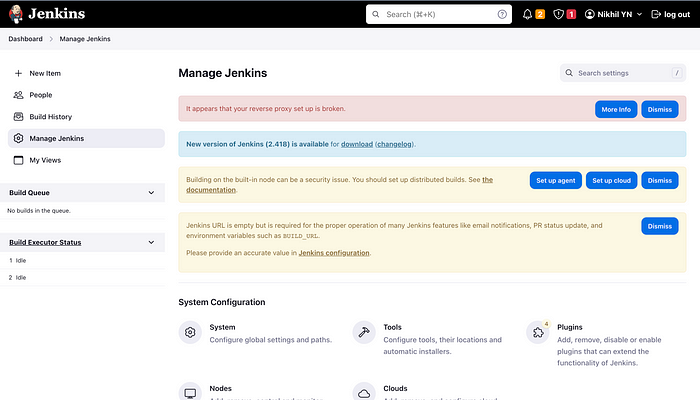 Jenkins
Search (⌘+K)
2
1
Nikhil YN
log out
Dashboard
Manage Jenkins
New Item
People
Build History
Manage Jenkins
My Views
Build Queue
No builds in the queue.
Build Executor Status
1 Idle
2 Idle
Manage Jenkins
Search settings
/
It appears that your reverse proxy set up is broken.
More Info
Dismiss
New version of Jenkins (2.418) is available for download (changelog).
Building on the built-in node can be a security issue. You should set up distributed builds. See the
documentation.
Set up agent
Set up cloud
Dismiss
Jenkins URL is empty but is required for the proper operation of many Jenkins features like email notifications, PR status update, and
environment variables such as BUILD_URL.
Please provide an accurate value in Jenkins configuration.
Dismiss
System Configuration
System
Configure global settings and paths.
Tools
Configure tools, their locations and
automatic installers.
4
Plugins
Add, remove, disable or enable
plugins that can extend the
functionality of Jenkins.
Nodes
Clouds